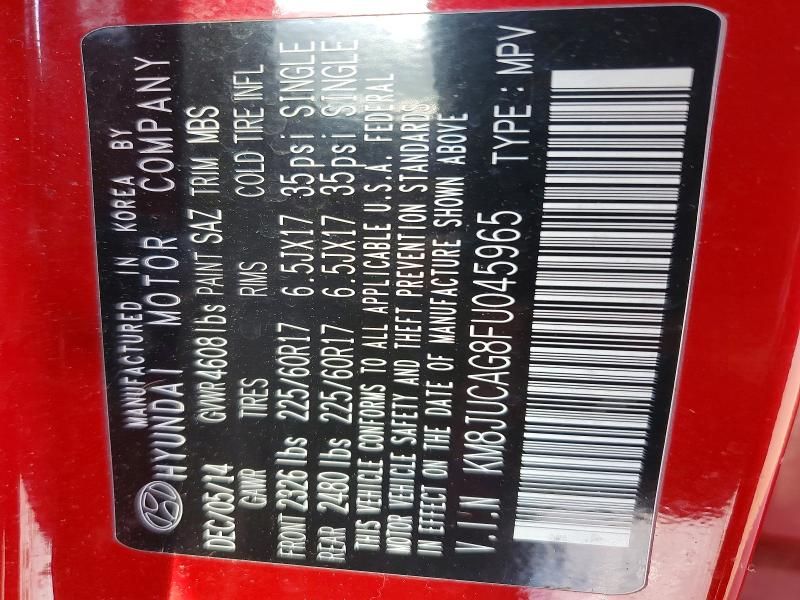 MANUFACTURED IN KOREA BY
HYUNDAI MOTOR COMPANY
DEC/05/14 GVWR 4608 lbs PAINT SAZ TRIM MBS
GAWR TIRES RIMS COLD TIRE INFL
FRONT 2326 lbs 225/60R17 6.5JX17 35psi SINGLE
REAR 2480 lbs 225/60R17 6.5JX17 35psi SINGLE
THIS VEHICLE CONFORMS TO ALL APPLICABLE U.S.A. FEDERAL
MOTOR VEHICLE SAFETY AND THEFT PREVENTION STANDARDS
IN EFFECT ON THE DATE OF MANUFACTURE SHOWN ABOVE
V.I.N KM8JUCAG8FU045965 TYPE : MPV